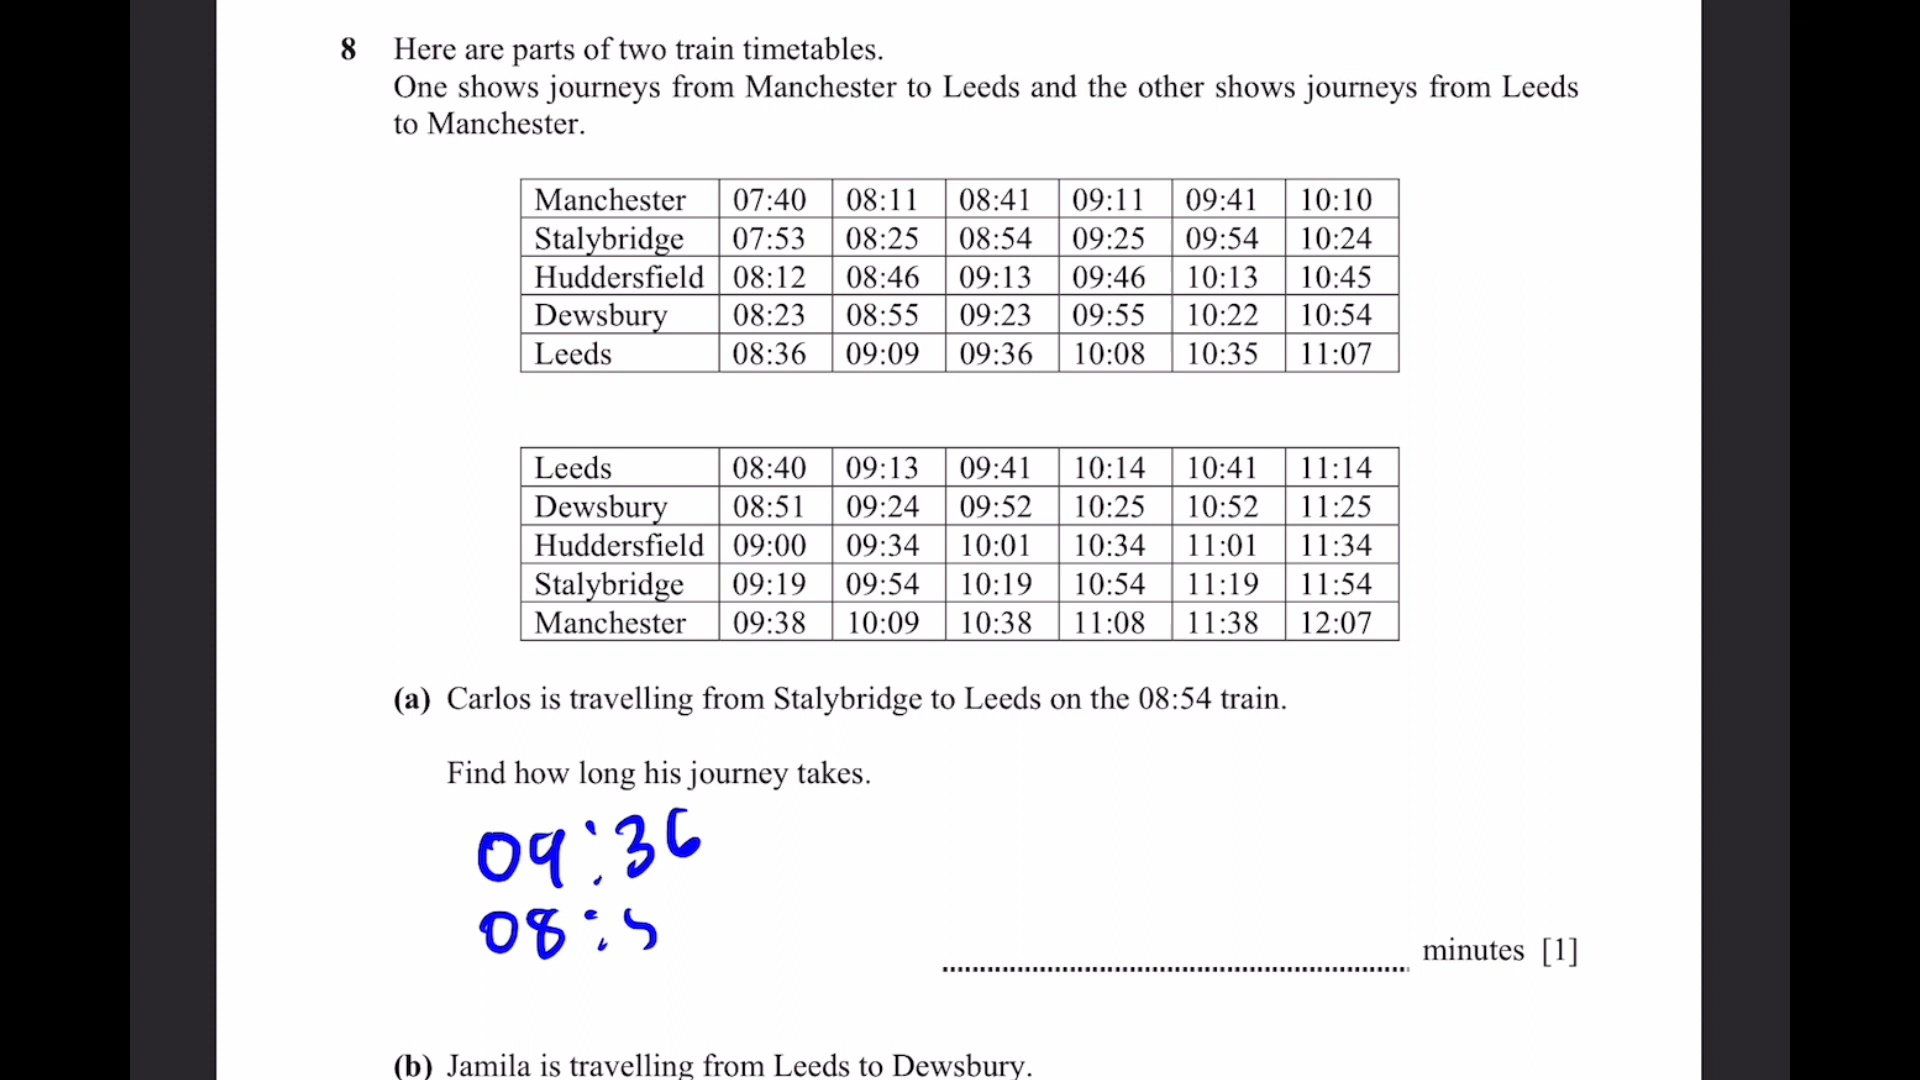 8 Here are parts of two train timetables.
One shows journeys from Manchester to Leeds and the other shows journeys from Leeds
to Manchester.
Manchester 07:40 08:11 08:41 09:11 09:41 10:10
Stalybridge 07:53 08:25 08:54 09:25 09:54 10:24
Huddersfield 08:12 08:46 09:13 09:46 10:13 10:45
Dewsbury 08:23 08:55 09:23 09:55 10:22 10:54
Leeds 08:36 09:09 09:36 10:08 10:35 11:07
Leeds 08:40 09:13 09:41 10:14 10:41 11:14
Dewsbury 08:51 09:24 09:52 10:25 10:52 11:25
Huddersfield 09:00 09:34 10:01 10:34 11:01 11:34
Stalybridge 09:19 09:54 10:19 10:54 11:19 11:54
Manchester 09:38 10:09 10:38 11:08 11:38 12:07
(a) Carlos is travelling from Stalybridge to Leeds on the 08:54 train.
Find how long his journey takes.
09:36
08:5
minutes [1]
(b) Jamila is travelling from Leeds to Dewsbury.